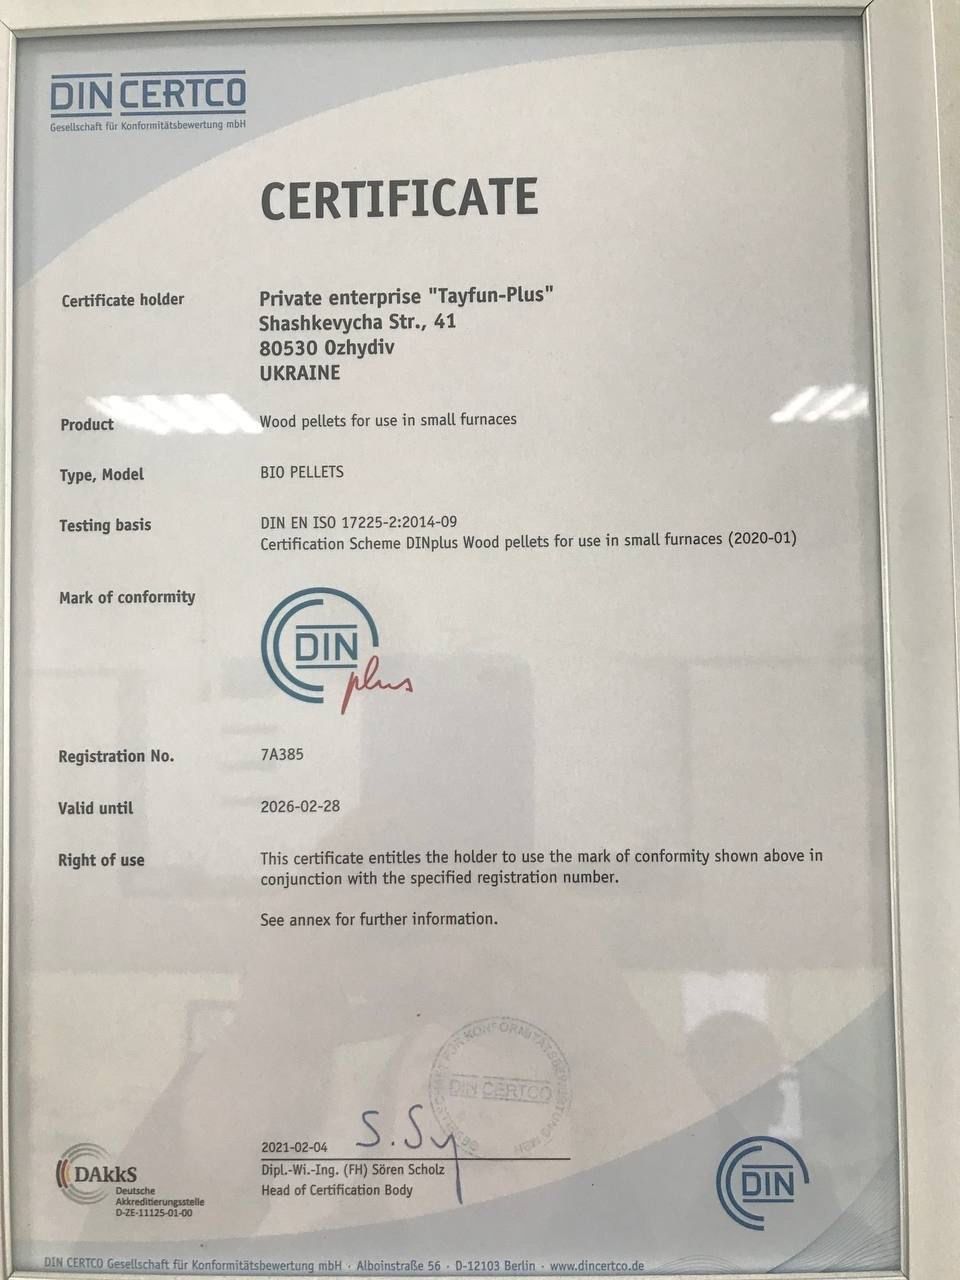 DIN CERTCO
Gesellschaft für Konformitätsbewertung mbH
CERTIFICATE
Certificate holder
Private enterprise "Tayfun-Plus"
Shashkevycha Str., 41
80530 Ozhydiv
UKRAINE
Product
Wood pellets for use in small furnaces
Type, Model
BIO PELLETS
Testing basis
DIN EN ISO 17225-2:2014-09
Certification Scheme DINplus Wood pellets for use in small furnaces (2020-01)
Mark of conformity
DIN
plus
Registration No.
7A385
Valid until
2026-02-28
Right of use
This certificate entitles the holder to use the mark of conformity shown above in
conjunction with the specified registration number.
See annex for further information.
GESELLSCHAFT FÜR KONFORMITÄTSBEWERTUNG MBH
DIN CERTCO
2021-02-04
Dipl.-Wi.-Ing. (FH) Sören Scholz
Head of Certification Body
DAkkS
Deutsche
Akkreditierungsstelle
D-ZE-11125-01-00
DIN
DIN CERTCO Gesellschaft für Konformitätsbewertung mbH · Alboinstraße 56 · D-12103 Berlin · www.dincertco.de